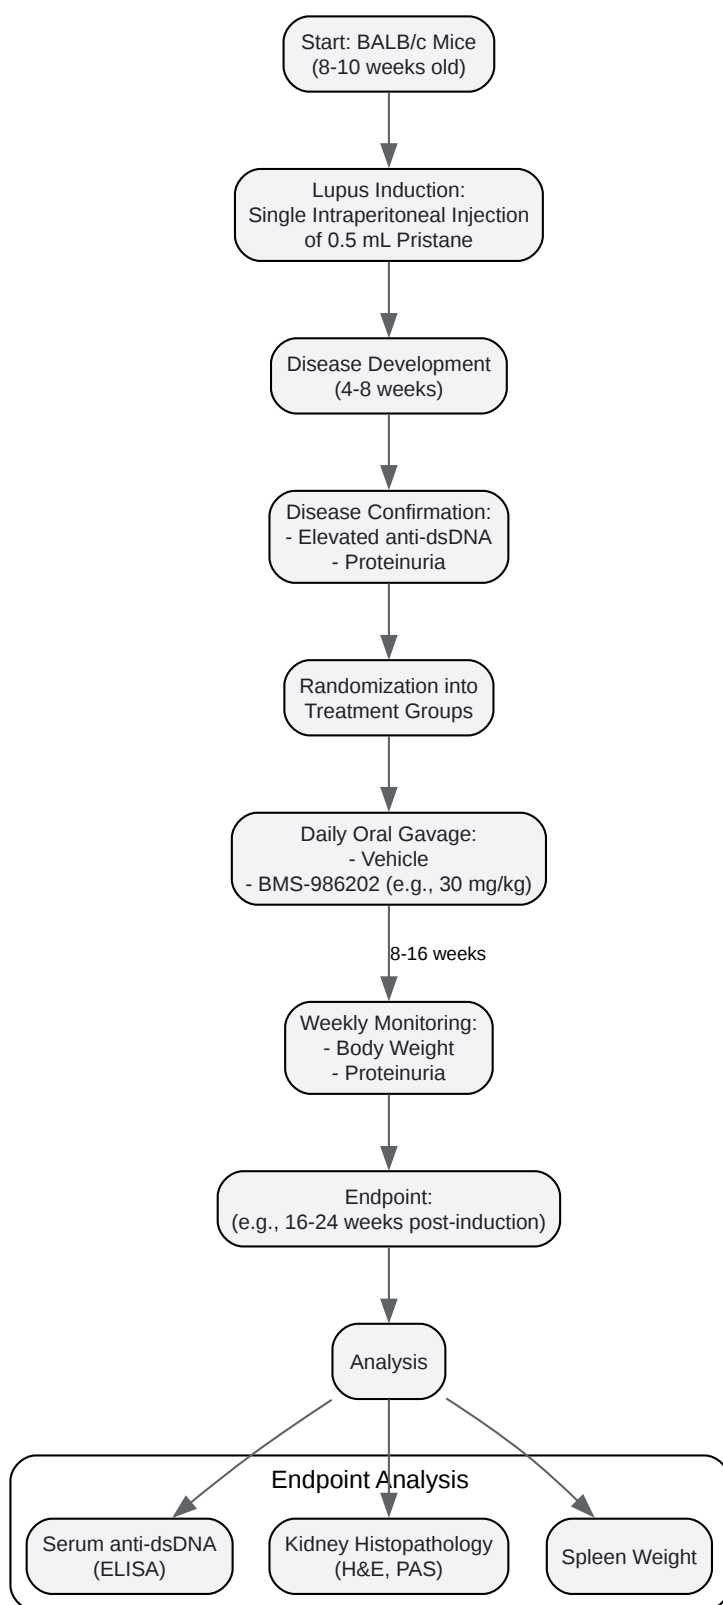 Start: BALB/c Mice
(8-10 weeks old)
Lupus Induction:
Single Intraperitoneal Injection
of 0.5 mL Pristane
Disease Development
(4-8 weeks)
Disease Confirmation:
- Elevated anti-dsDNA
- Proteinuria
Randomization into
Treatment Groups
Daily Oral Gavage:
- Vehicle
- BMS-986202 (e.g., 30 mg/kg)
8-16 weeks
Weekly Monitoring:
- Body Weight
- Proteinuria
Endpoint:
(e.g., 16-24 weeks post-induction)
Analysis
Endpoint Analysis
Serum anti-dsDNA
(ELISA)
Kidney Histopathology
(H&E, PAS)
Spleen Weight